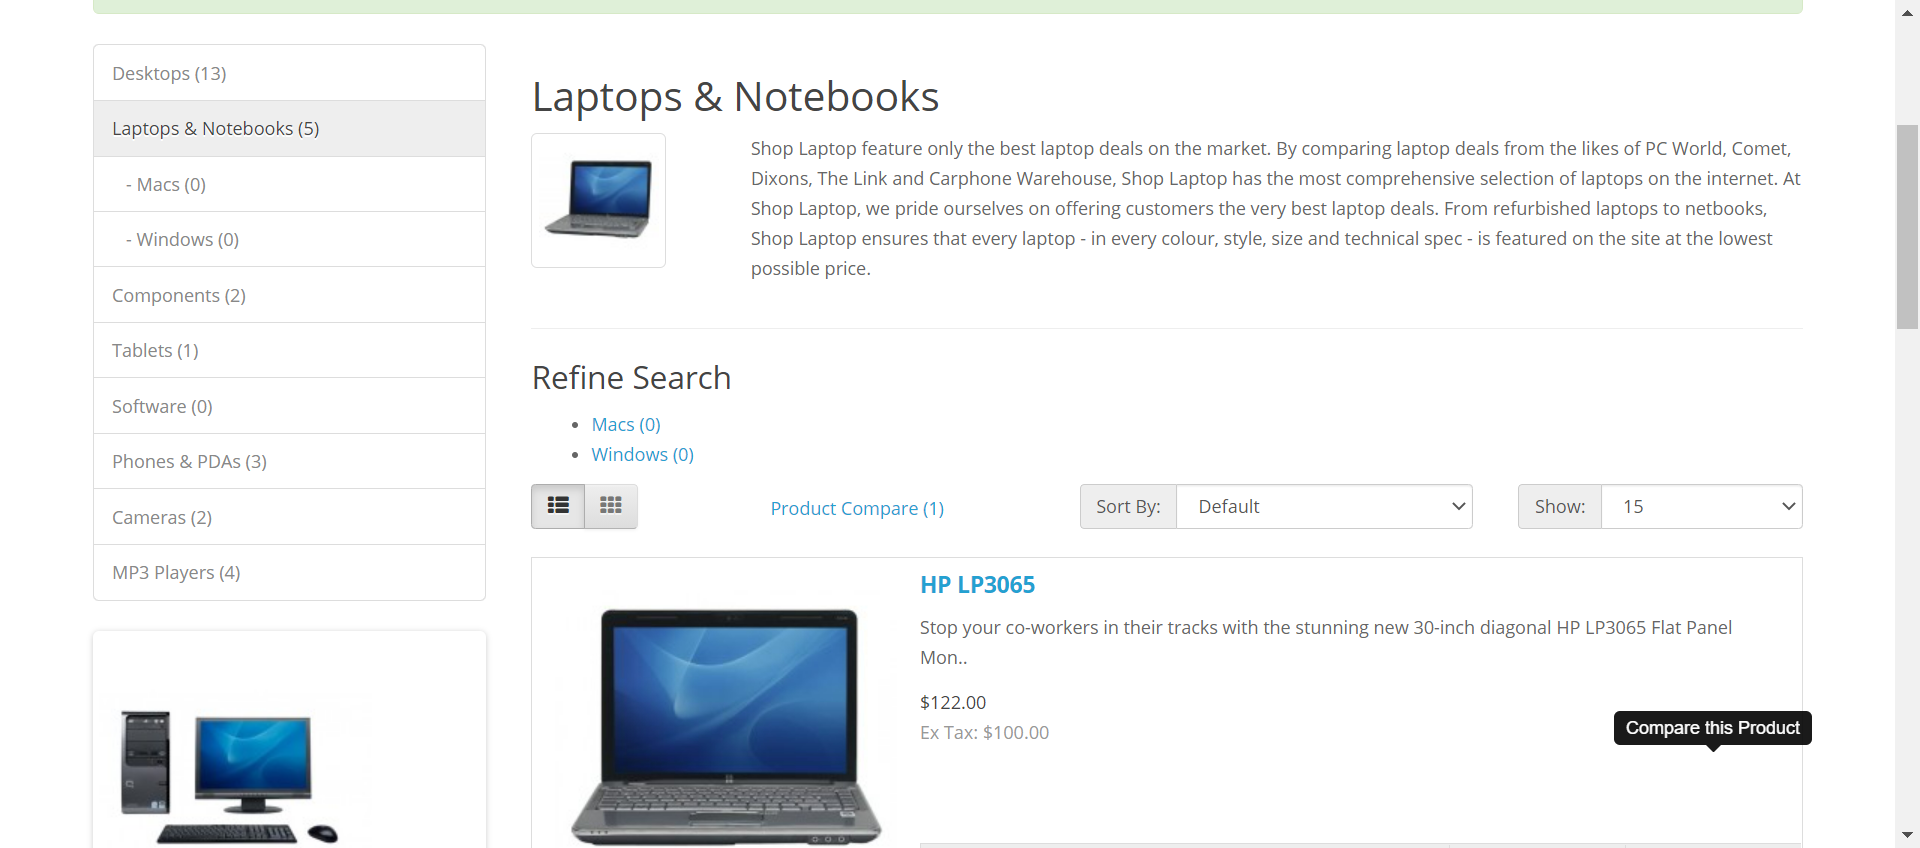 Desktops (13)
Laptops & Notebooks (5)
- Macs (0)
- Windows (0)
Components (2)
Tablets (1)
Software (0)
Phones & PDAs (3)
Cameras (2)
MP3 Players (4)
Laptops & Notebooks
Shop Laptop feature only the best laptop deals on the market. By comparing laptop deals from the likes of PC World, Comet,
Dixons, The Link and Carphone Warehouse, Shop Laptop has the most comprehensive selection of laptops on the internet. At
Shop Laptop, we pride ourselves on offering customers the very best laptop deals. From refurbished laptops to netbooks,
Shop Laptop ensures that every laptop - in every colour, style, size and technical spec - is featured on the site at the lowest
possible price.
Refine Search
Macs (0)
Windows (0)
Product Compare (1)
Sort By:
Default
Show:
15
HP LP3065
Stop your co-workers in their tracks with the stunning new 30-inch diagonal HP LP3065 Flat Panel
Mon..
$122.00
Ex Tax: $100.00
Compare this Product